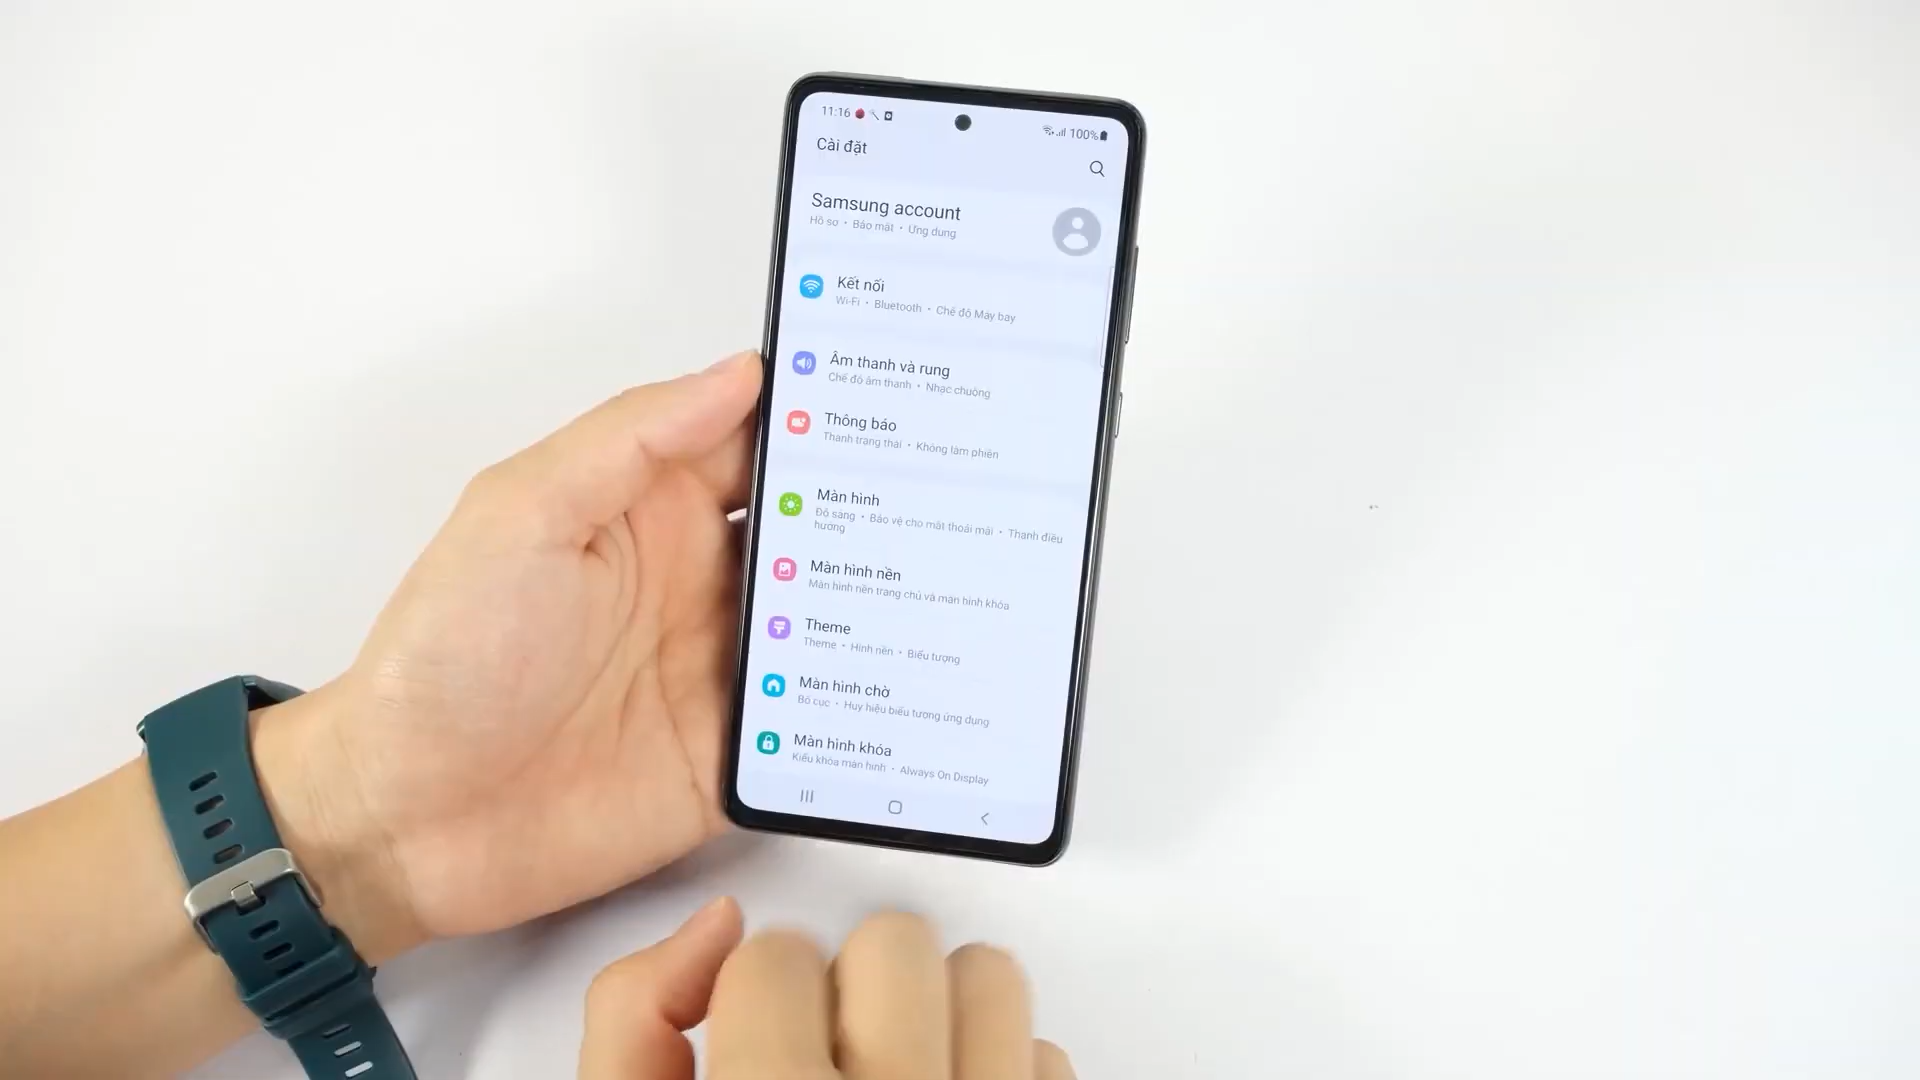 11:16
100%
Cài đặt
Samsung account
Hồ sơ • Bảo mật • Ứng dụng
Kết nối
Wi-Fi • Bluetooth • Chế độ Máy bay
Âm thanh và rung
Chế độ âm thanh • Nhạc chuông
Thông báo
Thanh trạng thái • Không làm phiền
Màn hình
Độ sáng • Bảo vệ cho mắt thoải mái • Thanh điều
hướng
Màn hình nền
Màn hình nền trang chủ và màn hình khóa
Theme
Theme • Hình nền • Biểu tượng
Màn hình chờ
Bố cục • Huy hiệu biểu tượng ứng dụng
Màn hình khóa
Kiểu khóa màn hình • Always On Display